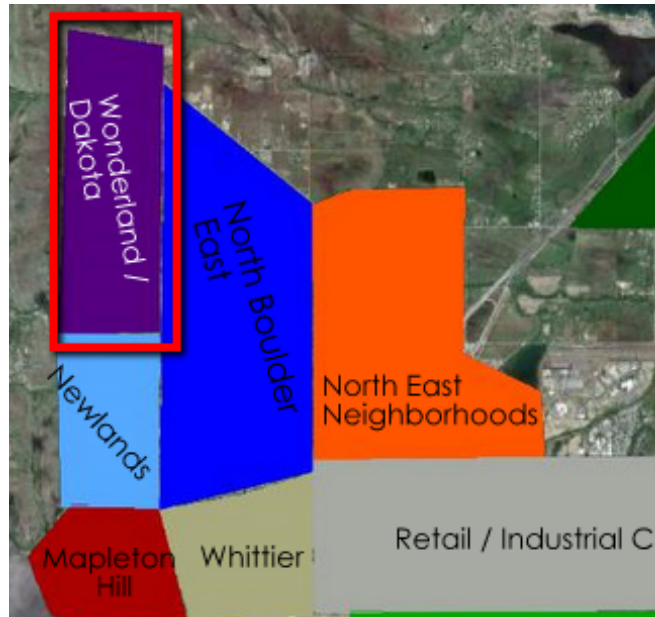 Wonderland /
Dakota
North Boulder
East
North East
Neighborhoods
Newlands
Mapleton
Hill
Whittier
Retail / Industrial C